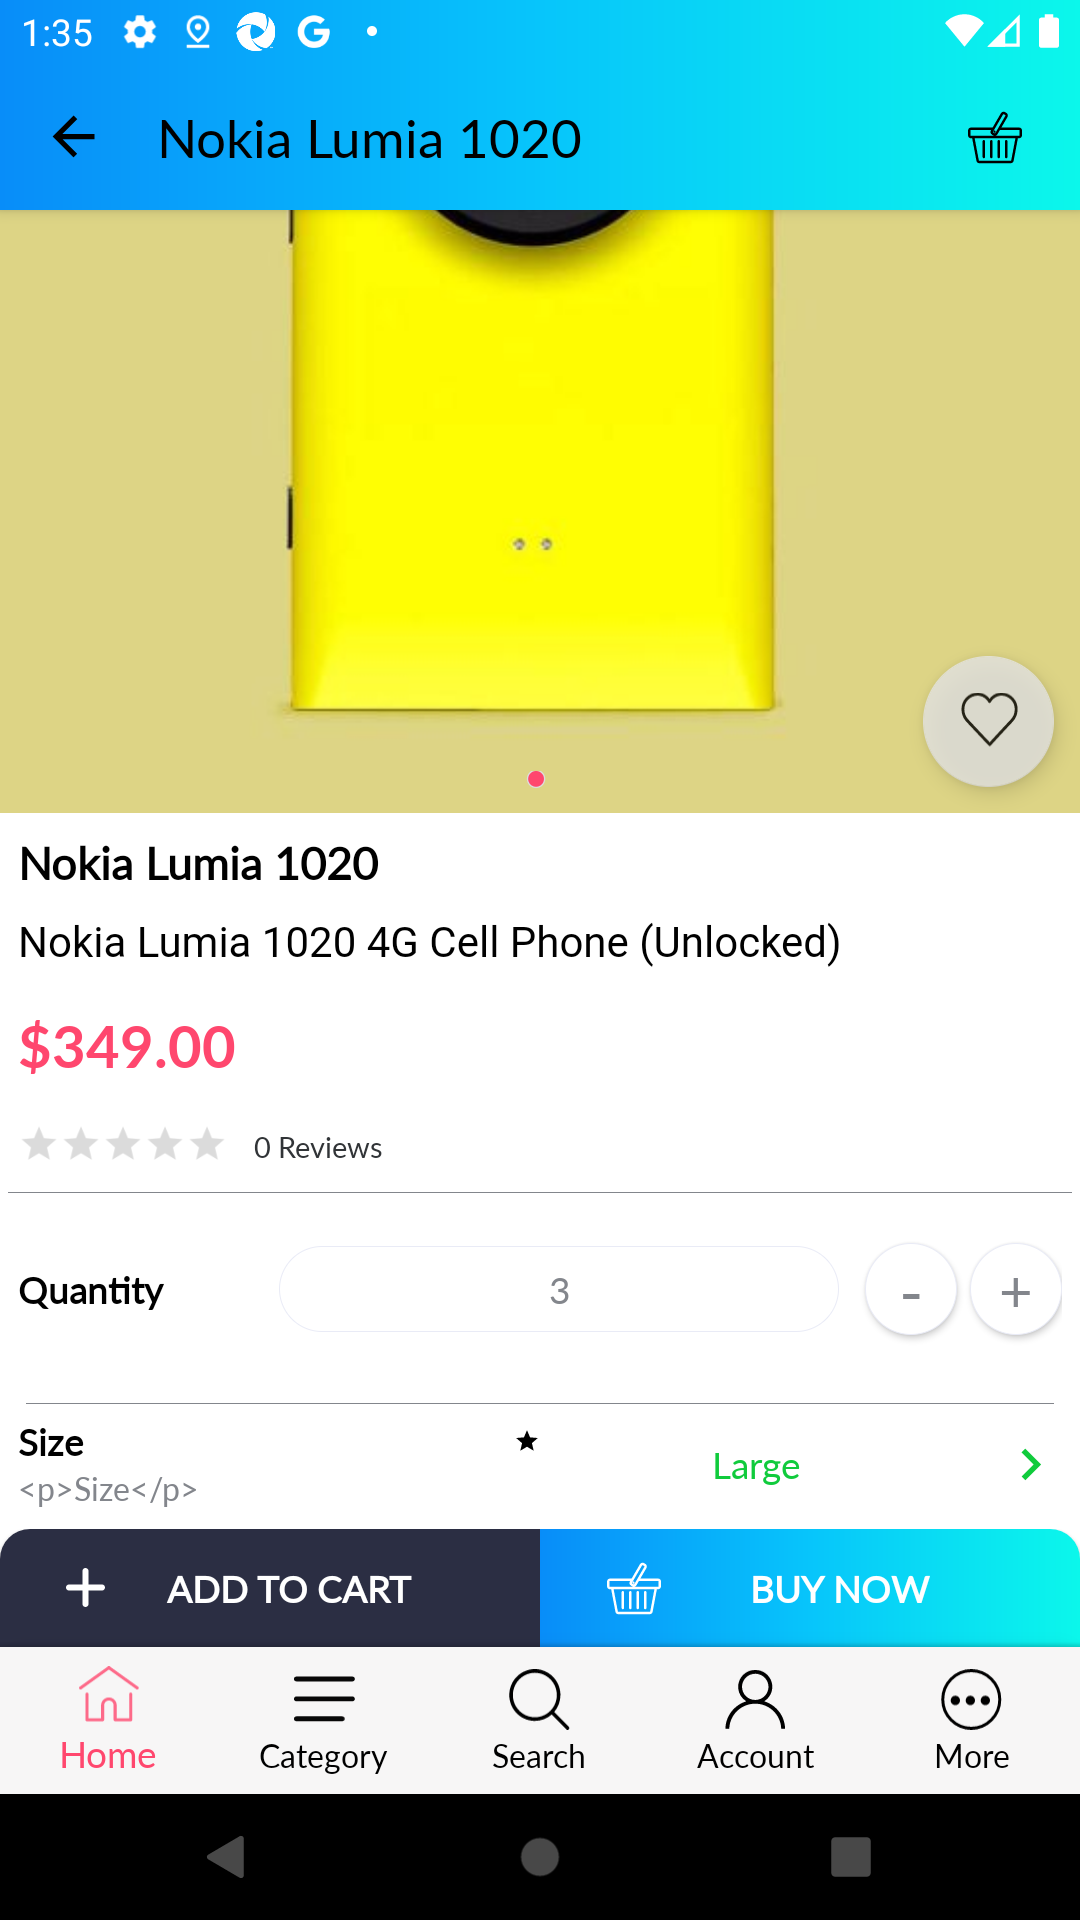 1:35
Nokia Lumia 1020
Nokia Lumia 1020
Nokia Lumia 1020 4G Cell Phone (Unlocked)
$349.00
0 Reviews
Quantity 3 - +
Size
Large
<p>Size</p>
ADD TO CART BUY NOW
Home Category Search Account More